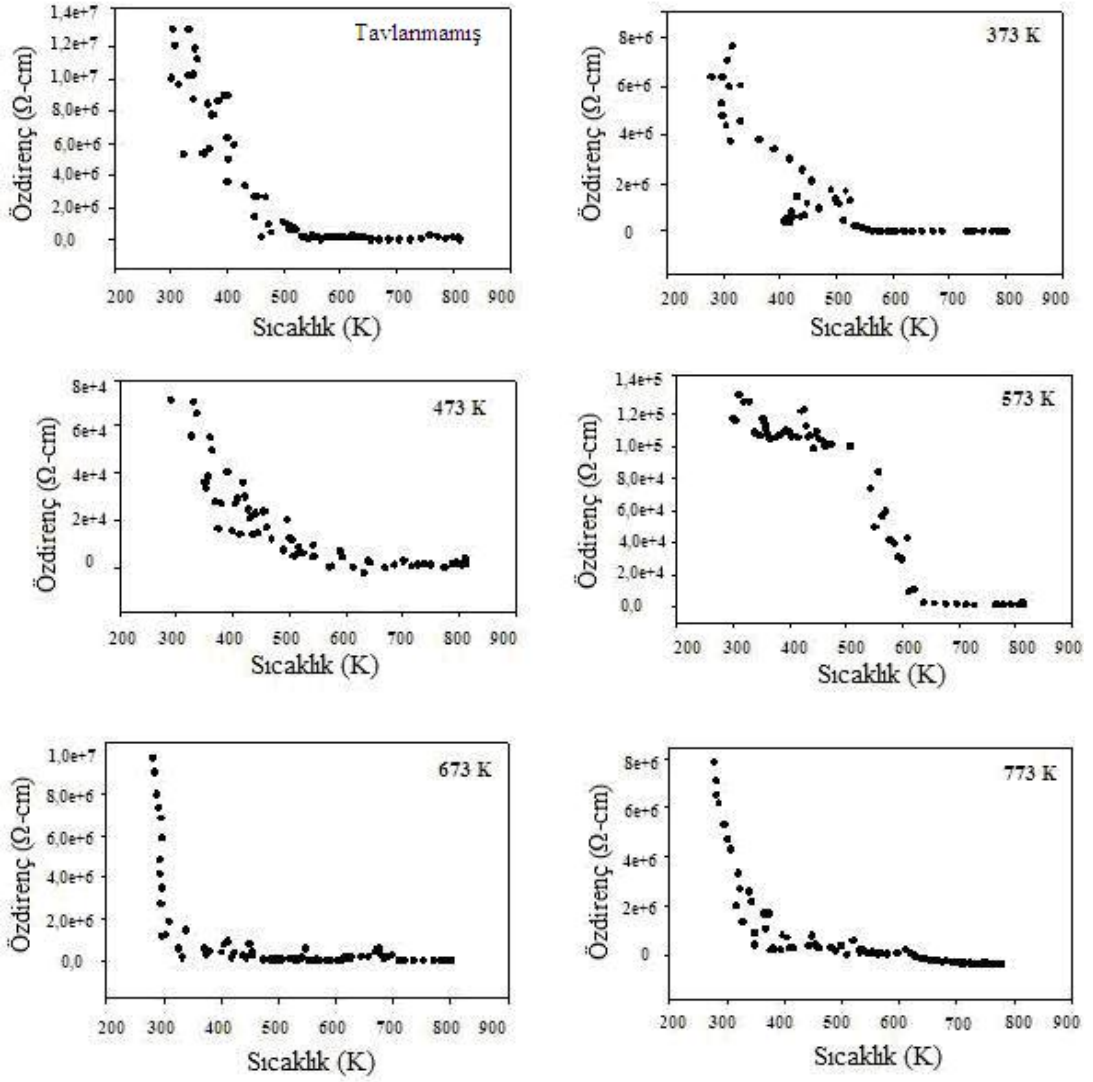 Tavlanmamış
Özdirenç (Ω-cm)
1,4e+7
1,2e+7
1,0e+7
8,0e+6
6,0e+6
4,0e+6
2,0e+6
0,0
200 300 400 500 600 700 800 900
Sıcaklık (K)
373 K
Özdirenç (Ω-cm)
8e+6
6e+6
4e+6
2e+6
0
200 300 400 500 600 700 800 900
Sıcaklık (K)
473 K
Özdirenç (Ω-cm)
8e+4
6e+4
4e+4
2e+4
0
200 300 400 500 600 700 800 900
Sıcaklık (K)
573 K
Özdirenç (Ω-cm)
1,4e+5
1,2e+5
1,0e+5
8,0e+4
6,0e+4
4,0e+4
2,0e+4
0,0
200 300 400 500 600 700 800 900
Sıcaklık (K)
673 K
Özdirenç (Ω-cm)
1,0e+7
8,0e+6
6,0e+6
4,0e+6
2,0e+6
0,0
200 300 400 500 600 700 800 900
Sıcaklık (K)
773 K
Özdirenç (Ω-cm)
8e+6
6e+6
4e+6
2e+6
0
200 300 400 500 600 700 800 900
Sıcaklık (K)